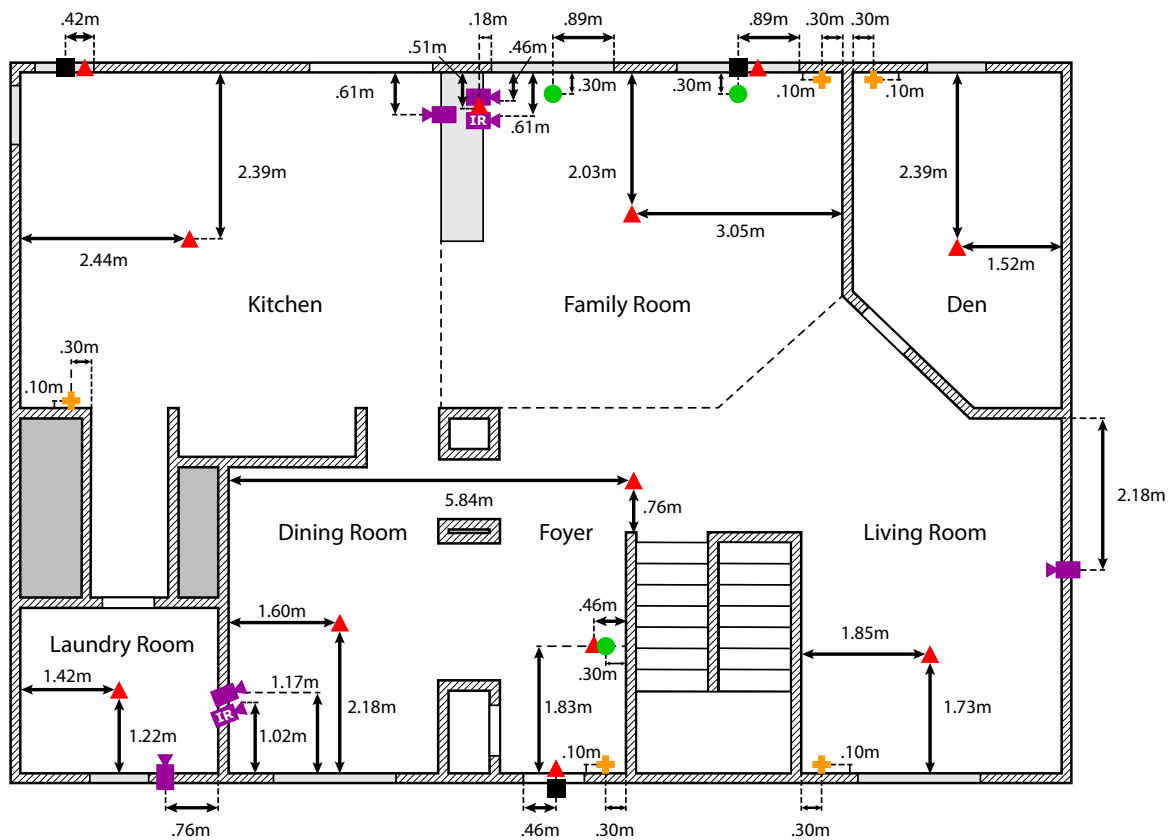 .42m
.18m
.89m
.89m
.30m
.30m
.51m
.46m
.61m
.30m
.30m
.10m
.10m
IR
.61m
2.39m
2.03m
2.39m
3.05m
2.44m
1.52m
Kitchen
Family Room
Den
.30m
.10m
5.84m
2.18m
.76m
Dining Room
Foyer
Living Room
1.60m
.46m
Laundry Room
1.85m
.30m
1.42m
1.17m
IR
2.18m
1.83m
1.73m
1.22m
1.02m
.10m
.10m
.76m
.46m
.30m
.30m